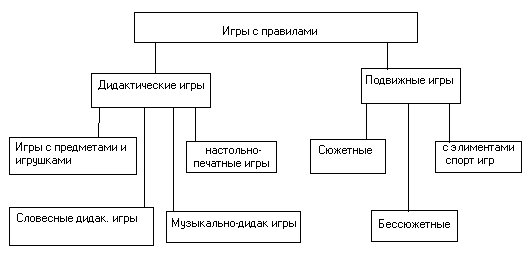 Игры с правилами
Дидактические игры
Подвижные игры
Игры с предметами и
игрушками
настольно-
печатные игры
Сюжетные
с элиментами
спорт игр
Словесные дидак. игры
Музыкально-дидак игры
Бессюжетные